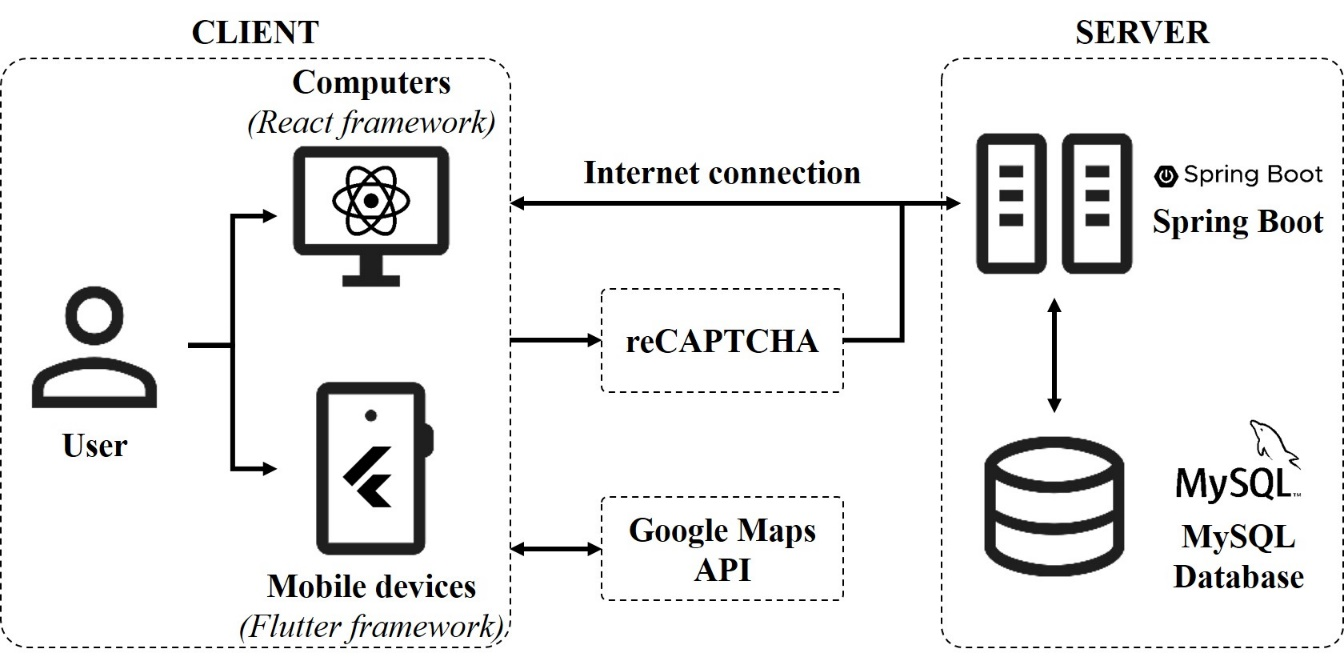 CLIENT
SERVER
Computers
(React framework)
Internet connection
Spring Boot
Spring Boot
reCAPTCHA
User
Google Maps
API
MySQL
MySQL
Database
Mobile devices
(Flutter framework)